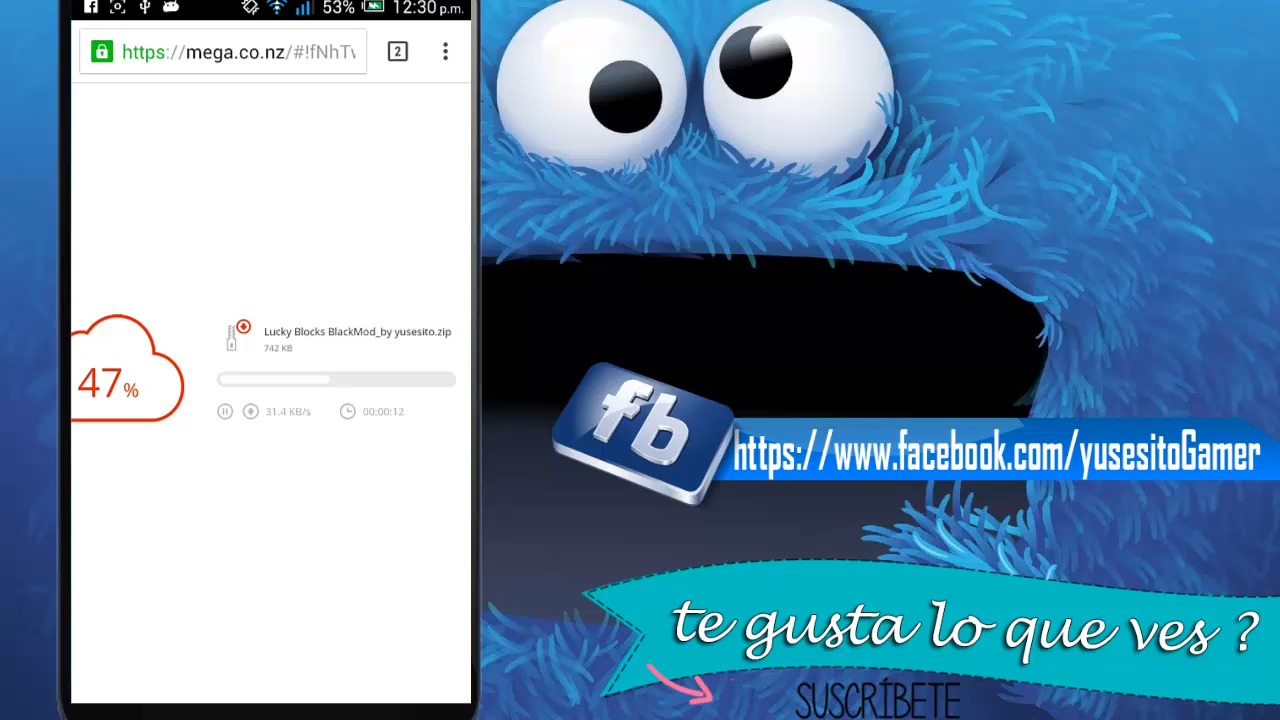 53% 12:30 p.m.
https://mega.co.nz/#!fNhTv
2
Lucky Blocks BlackMod_by yusesito.zip
742 KB
47%
31.4 KB/s 00:00:12
fb
https://www.facebook.com/yusesitoGamer
te gusta lo que ves ?
SUSCRÍBETE